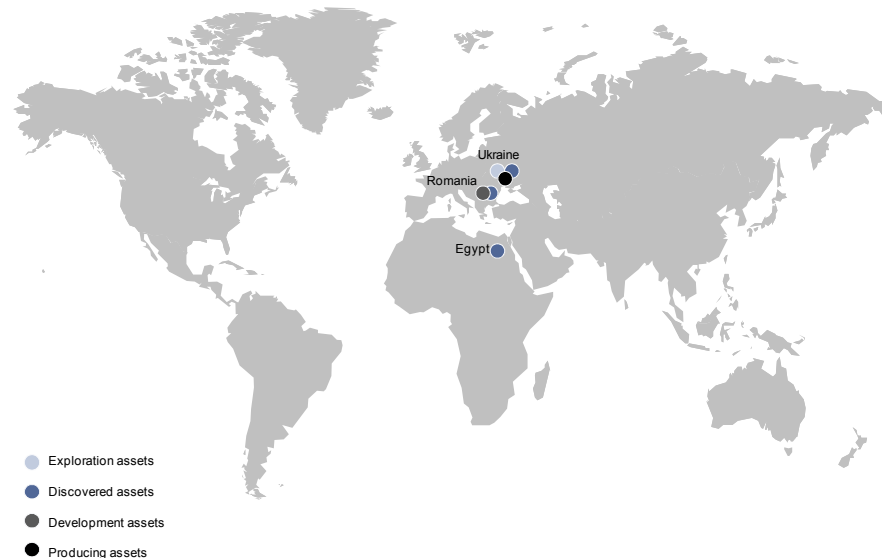 Ukraine
Romania
Egypt
Exploration assets
Discovered assets
Development assets
Producing assets